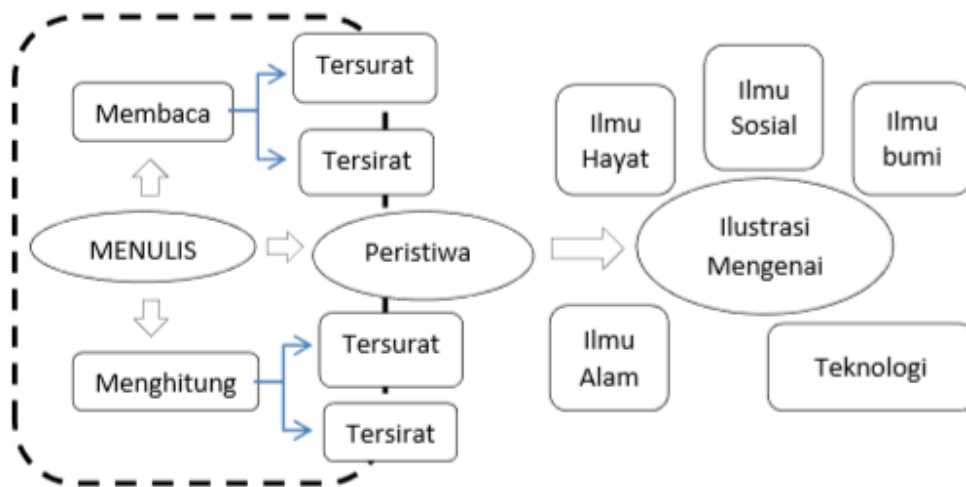 Tersurat
Membaca
Tersirat
MENULIS
Peristiwa
Tersurat
Menghitung
Tersirat
Ilmu
Hayat
Ilmu
Sosial
Ilmu
bumi
Ilustrasi
Mengenai
Ilmu
Alam
Teknologi